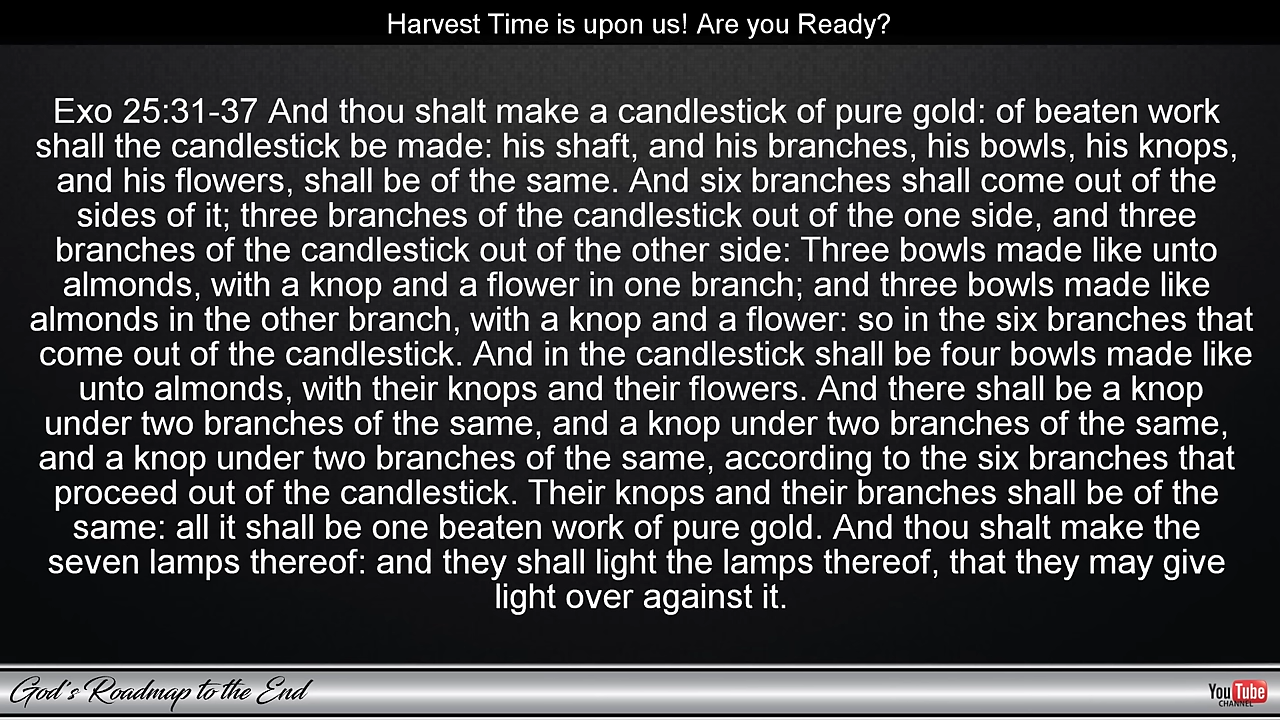 Harvest Time is upon us! Are you Ready?
Exo 25:31-37 And thou shalt make a candlestick of pure gold: of beaten work
shall the candlestick be made: his shaft, and his branches, his bowls, his knops,
and his flowers, shall be of the same. And six branches shall come out of the
sides of it; three branches of the candlestick out of the one side, and three
branches of the candlestick out of the other side: Three bowls made like unto
almonds, with a knop and a flower in one branch; and three bowls made like
almonds in the other branch, with a knop and a flower: so in the six branches that
come out of the candlestick. And in the candlestick shall be four bowls made like
unto almonds, with their knops and their flowers. And there shall be a knop
under two branches of the same, and a knop under two branches of the same,
and a knop under two branches of the same, according to the six branches that
proceed out of the candlestick. Their knops and their branches shall be of the
same: all it shall be one beaten work of pure gold. And thou shalt make the
seven lamps thereof: and they shall light the lamps thereof, that they may give
light over against it.
God's Roadmap to the End
YouTube
CHANNEL